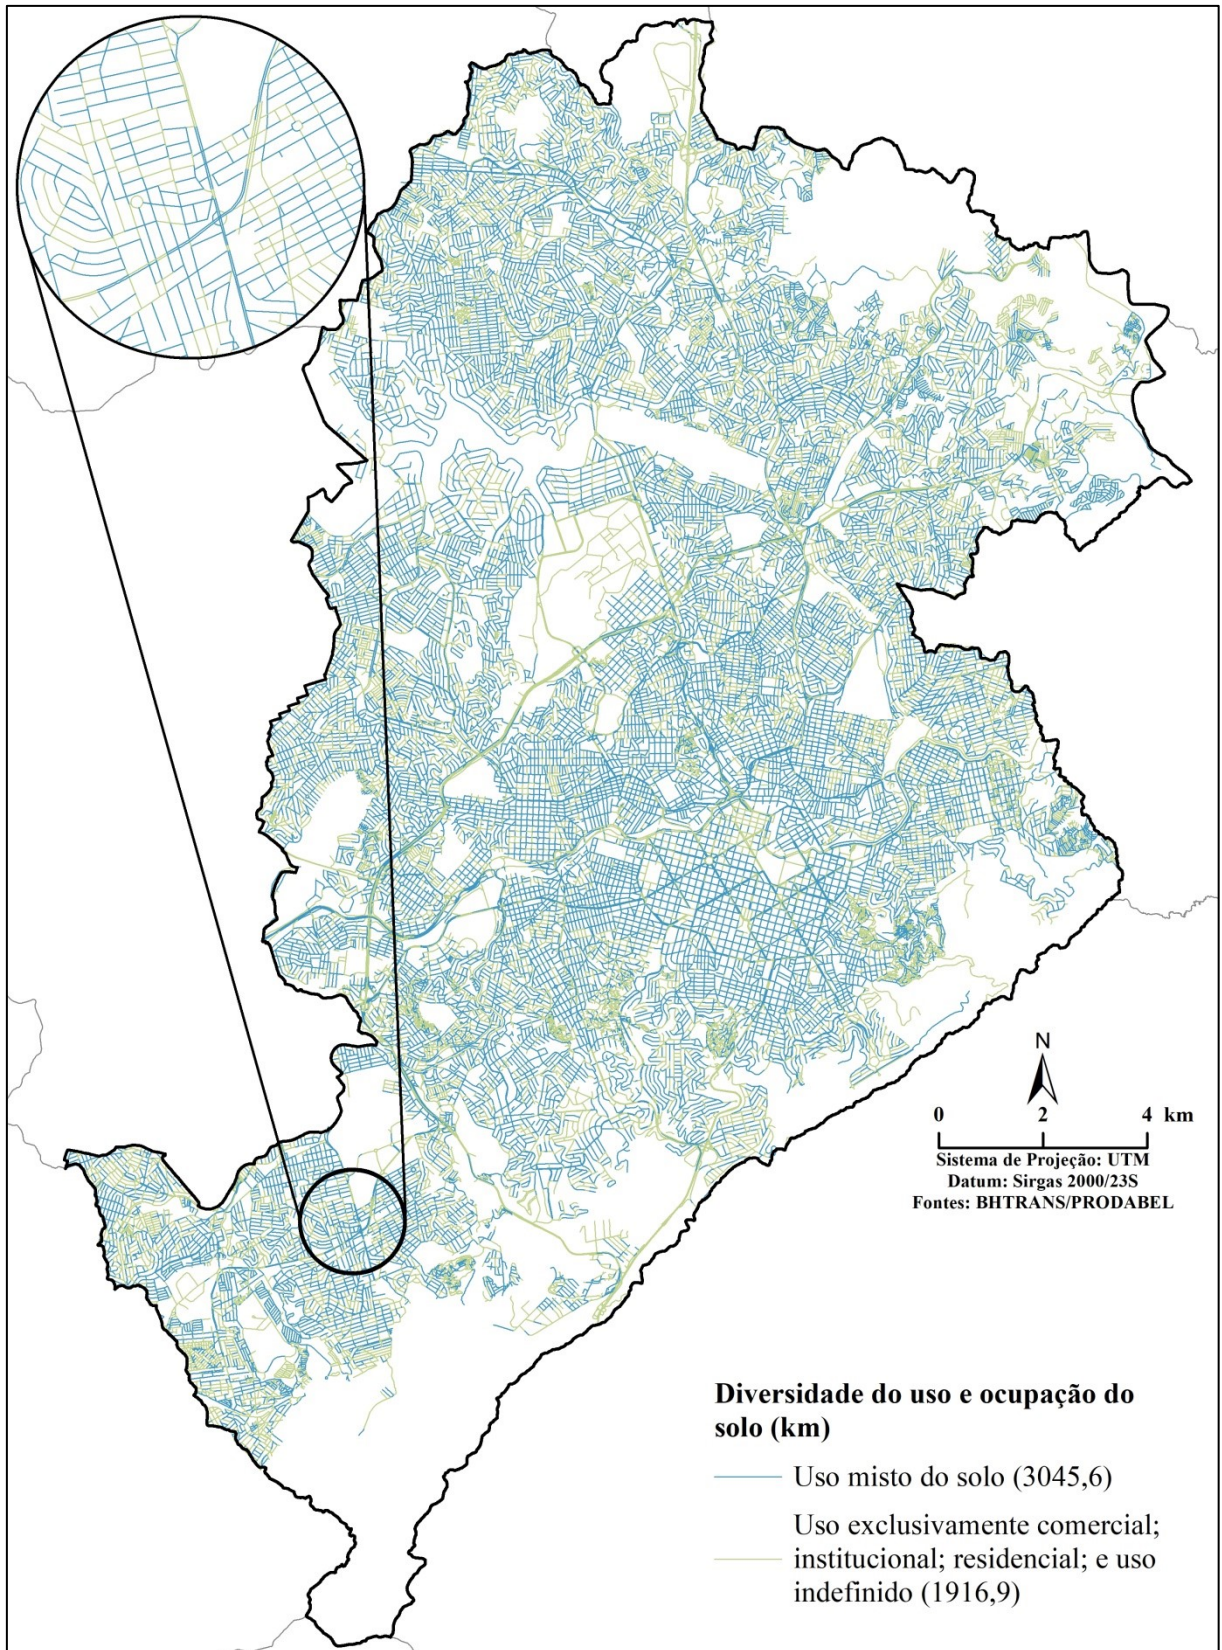 N
0 2 4 km
Sistema de Projeção: UTM
Datum: Sirgas 2000/23S
Fontes: BHTRANS/PRODABEL
Diversidade do uso e ocupação do
solo (km)
Uso misto do solo (3045,6)
Uso exclusivamente comercial;
institucional; residencial; e uso
indefinido (1916,9)